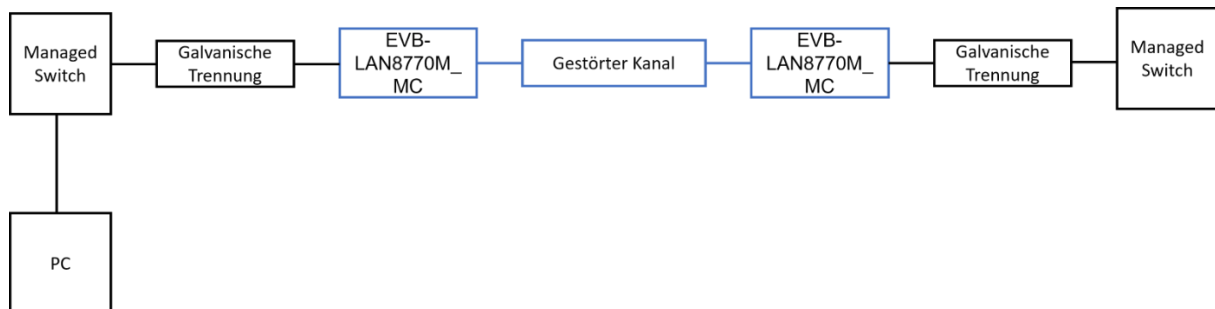 Managed
Switch
Galvanische
Trennung
EVB-
LAN8770M_
MC
Gestörter Kanal
EVB-
LAN8770M_
MC
Galvanische
Trennung
Managed
Switch
PC